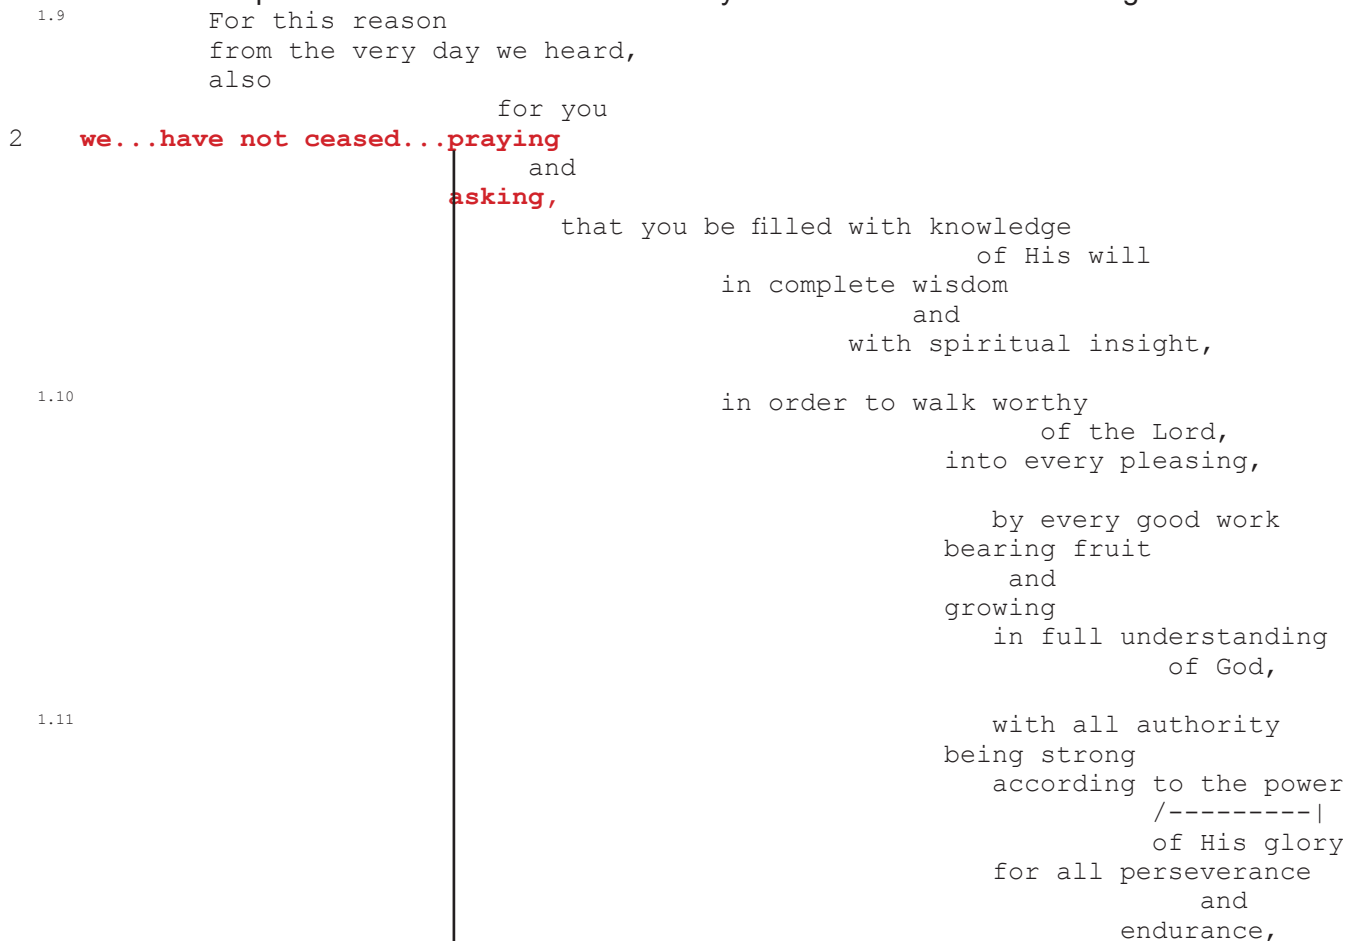 1.9 For this reason
from the very day we heard,
also
for you
2 we...have not ceased...praying
and
asking,
that you be filled with knowledge
of His will
in complete wisdom
and
with spiritual insight,
1.10 in order to walk worthy
of the Lord,
into every pleasing,
by every good work
bearing fruit
and
growing
in full understanding
of God,
1.11 with all authority
being strong
according to the power
/---------|
of His glory
for all perseverance
and
endurance,